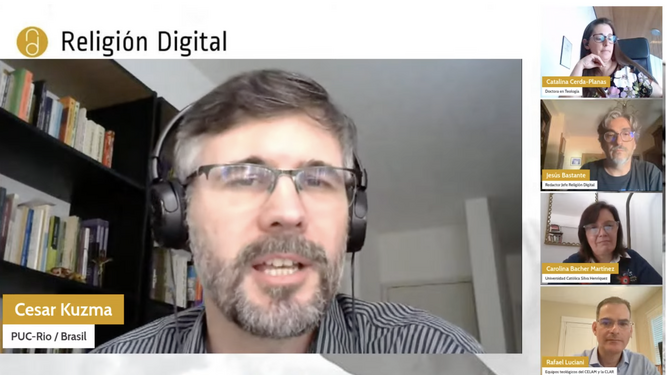 Religión Digital
Cesar Kuzma
PUC-Rio / Brasil
Catalina Cerda-Planas
Doctora en Teología
Jesús Bastante
Redactor Jefe Religión Digital
Carolina Bacher Martínez
Universidad Católica Silva Henríquez
Rafael Luciani
Equipos teológicos del CELAM y la CLAR